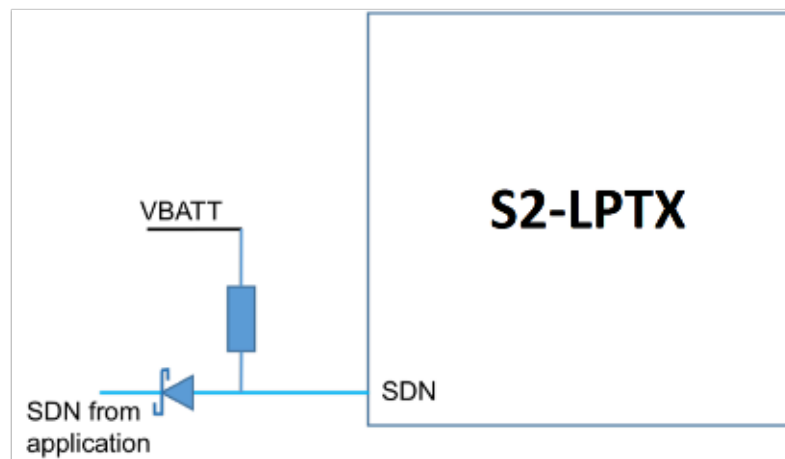 S2-LPTX
VBATT
SDN
SDN from
application